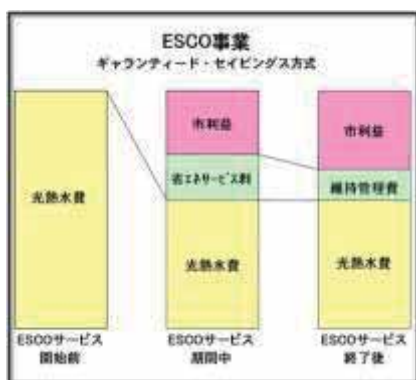 ESCO事業
ギャランティード・セイビングス方式
光熱水費
市利益
省エネサービス料
光熱水費
市利益
維持管理費
光熱水費
ESCOサービス
開始前
ESCOサービス
期間中
ESCOサービス
終了後